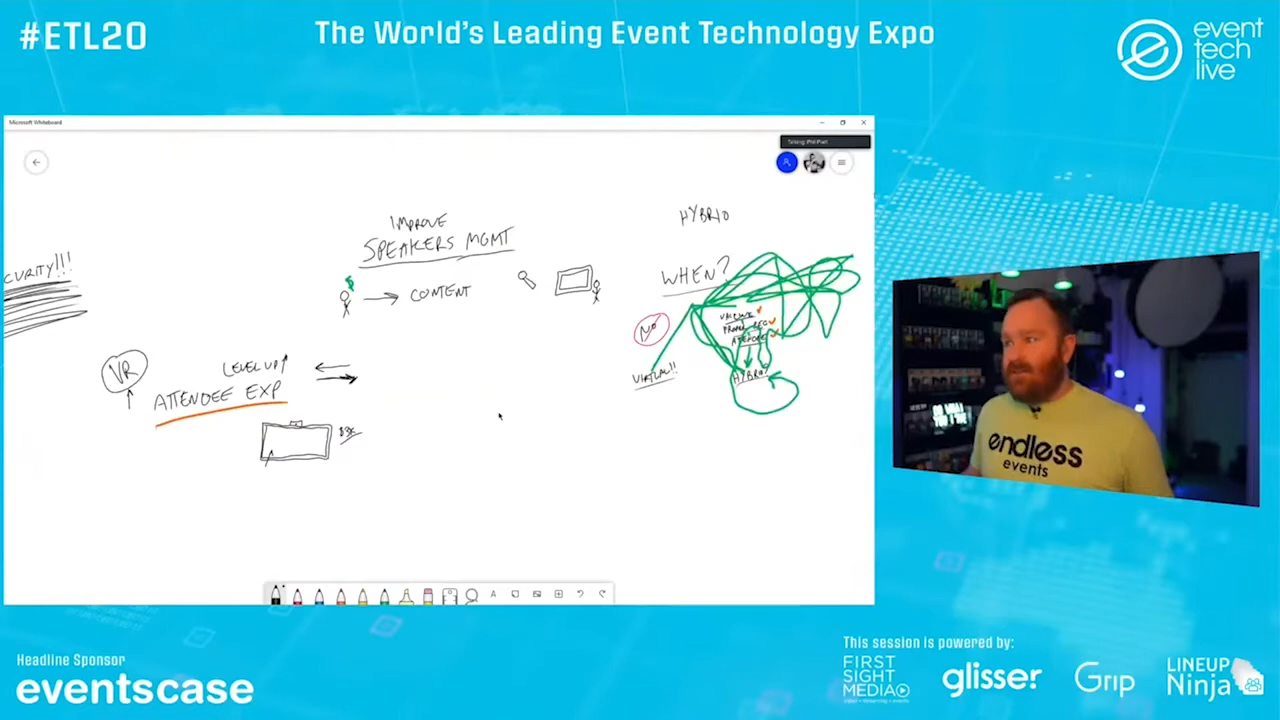 #ETL20
The World's Leading Event Technology Expo
event
tech
live
Microsoft Whiteboard
CURITY!!!
IMPROVE
SPEAKERS MGMT
CONTENT
HYBRID
WHEN?
NO
VIRTUAL!!
HYBRID?
VR
LEVEL UP
ATTENDEE EXP
endless
events
Headline Sponsor
eventscase
This session is powered by:
FIRST
SIGHT
MEDIA
glisser
Grip
LINEUP
Ninja